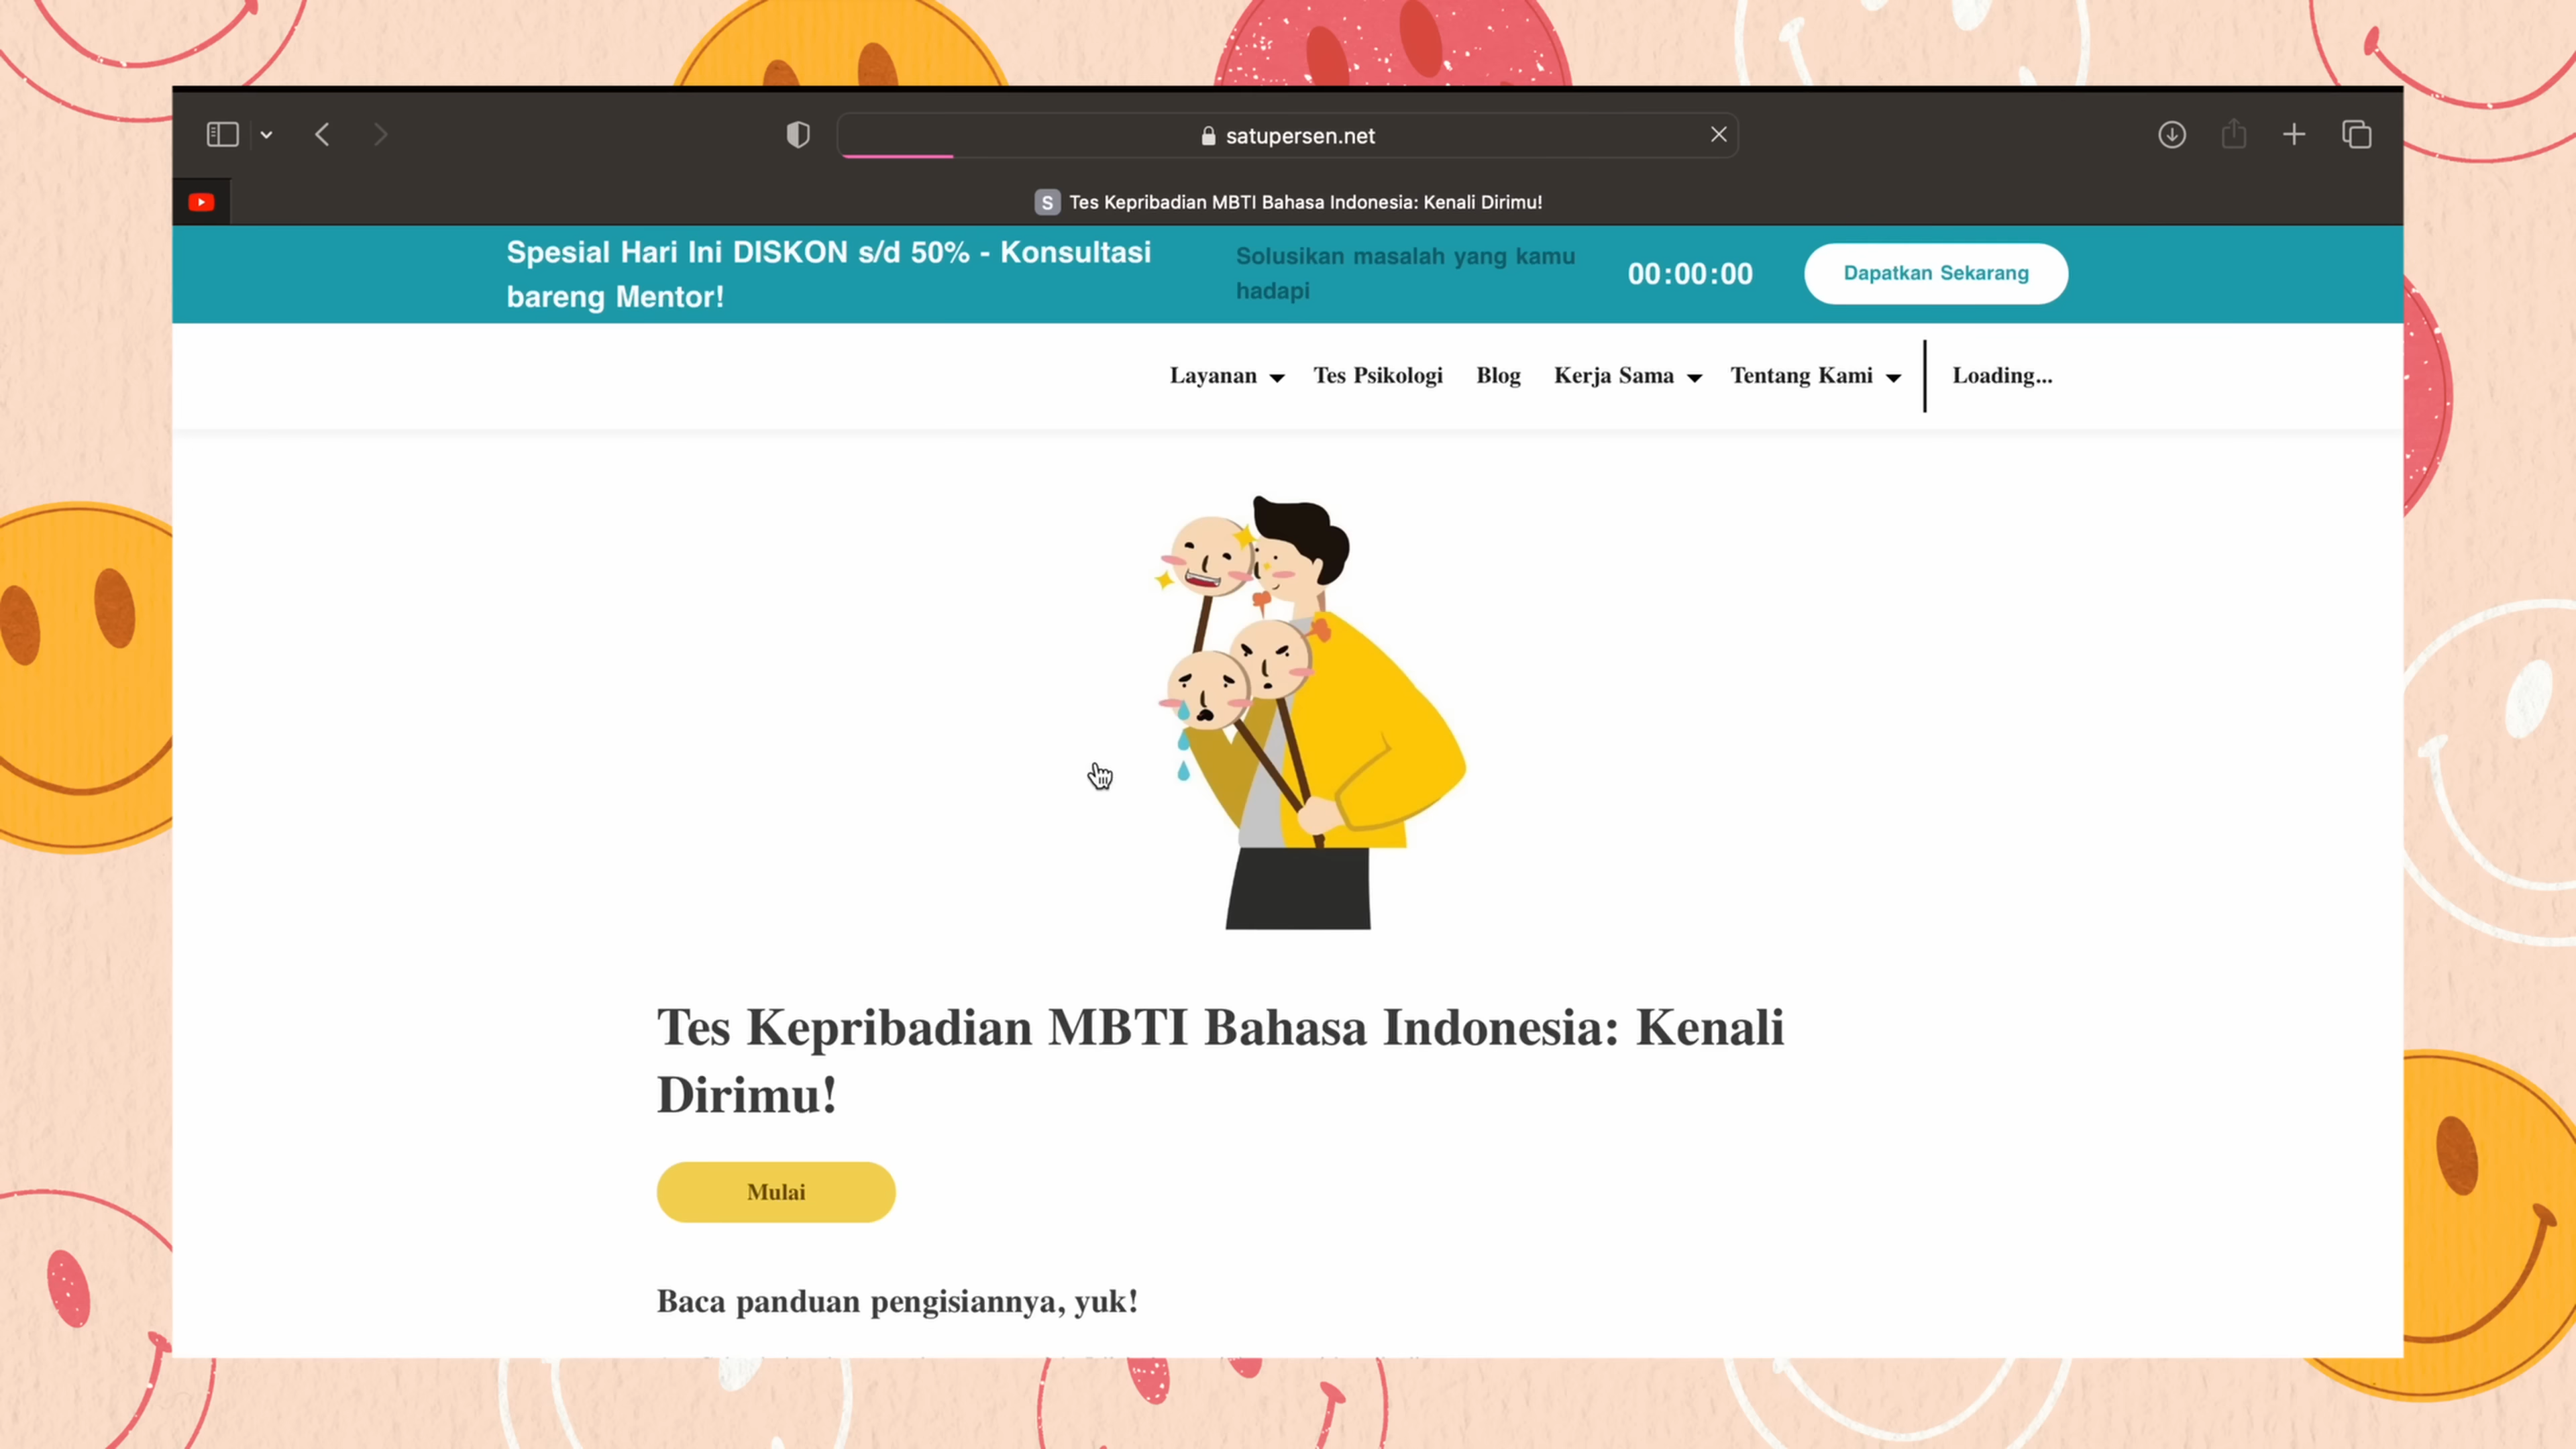 satupersen.net
S Tes Kepribadian MBTI Bahasa Indonesia: Kenali Dirimu!
Spesial Hari Ini DISKON s/d 50% - Konsultasi
bareng Mentor!
Solusikan masalah yang kamu
hadapi
00:00:00
Dapatkan Sekarang
Layanan Tes Psikologi Blog Kerja Sama Tentang Kami Loading...
Tes Kepribadian MBTI Bahasa Indonesia: Kenali
Dirimu!
Mulai
Baca panduan pengisiannya, yuk!